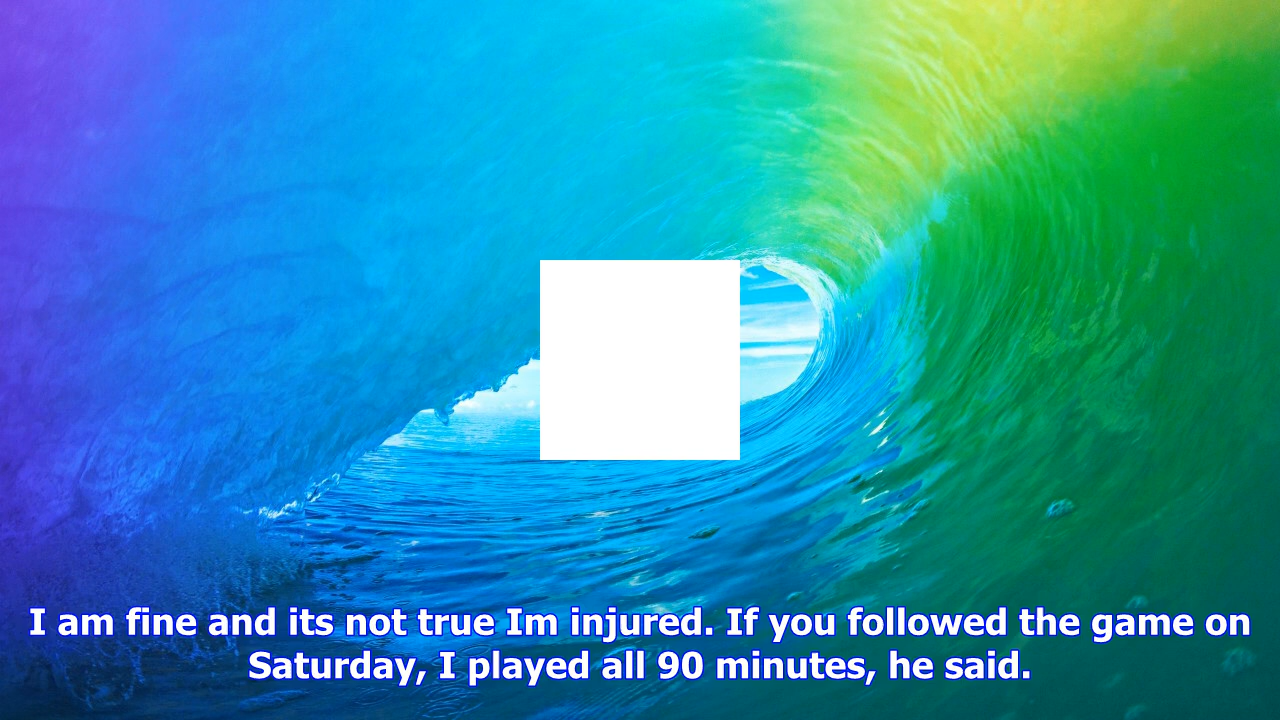 I am fine and its not true Im injured. If you followed the game on
Saturday, I played all 90 minutes, he said.